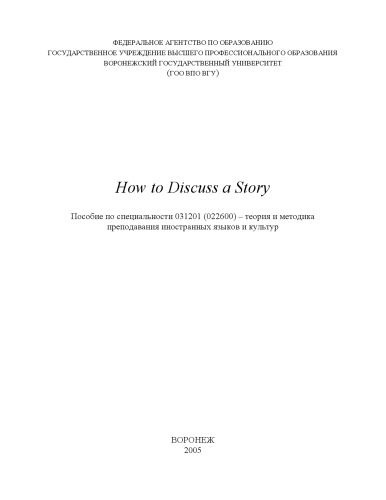 ФЕДЕРАЛЬНОЕ АГЕНТСТВО ПО ОБРАЗОВАНИЮ
ГОСУДАРСТВЕННОЕ УЧРЕЖДЕНИЕ ВЫСШЕГО ПРОФЕССИОНАЛЬНОГО ОБРАЗОВАНИЯ
ВОРОНЕЖСКИЙ ГОСУДАРСТВЕННЫЙ УНИВЕРСИТЕТ
(ГОО ВПО ВГУ)
How to Discuss a Story
Пособие по специальности 031201 (022600) – теория и методика
преподавания иностранных языков и культур
ВОРОНЕЖ
2005